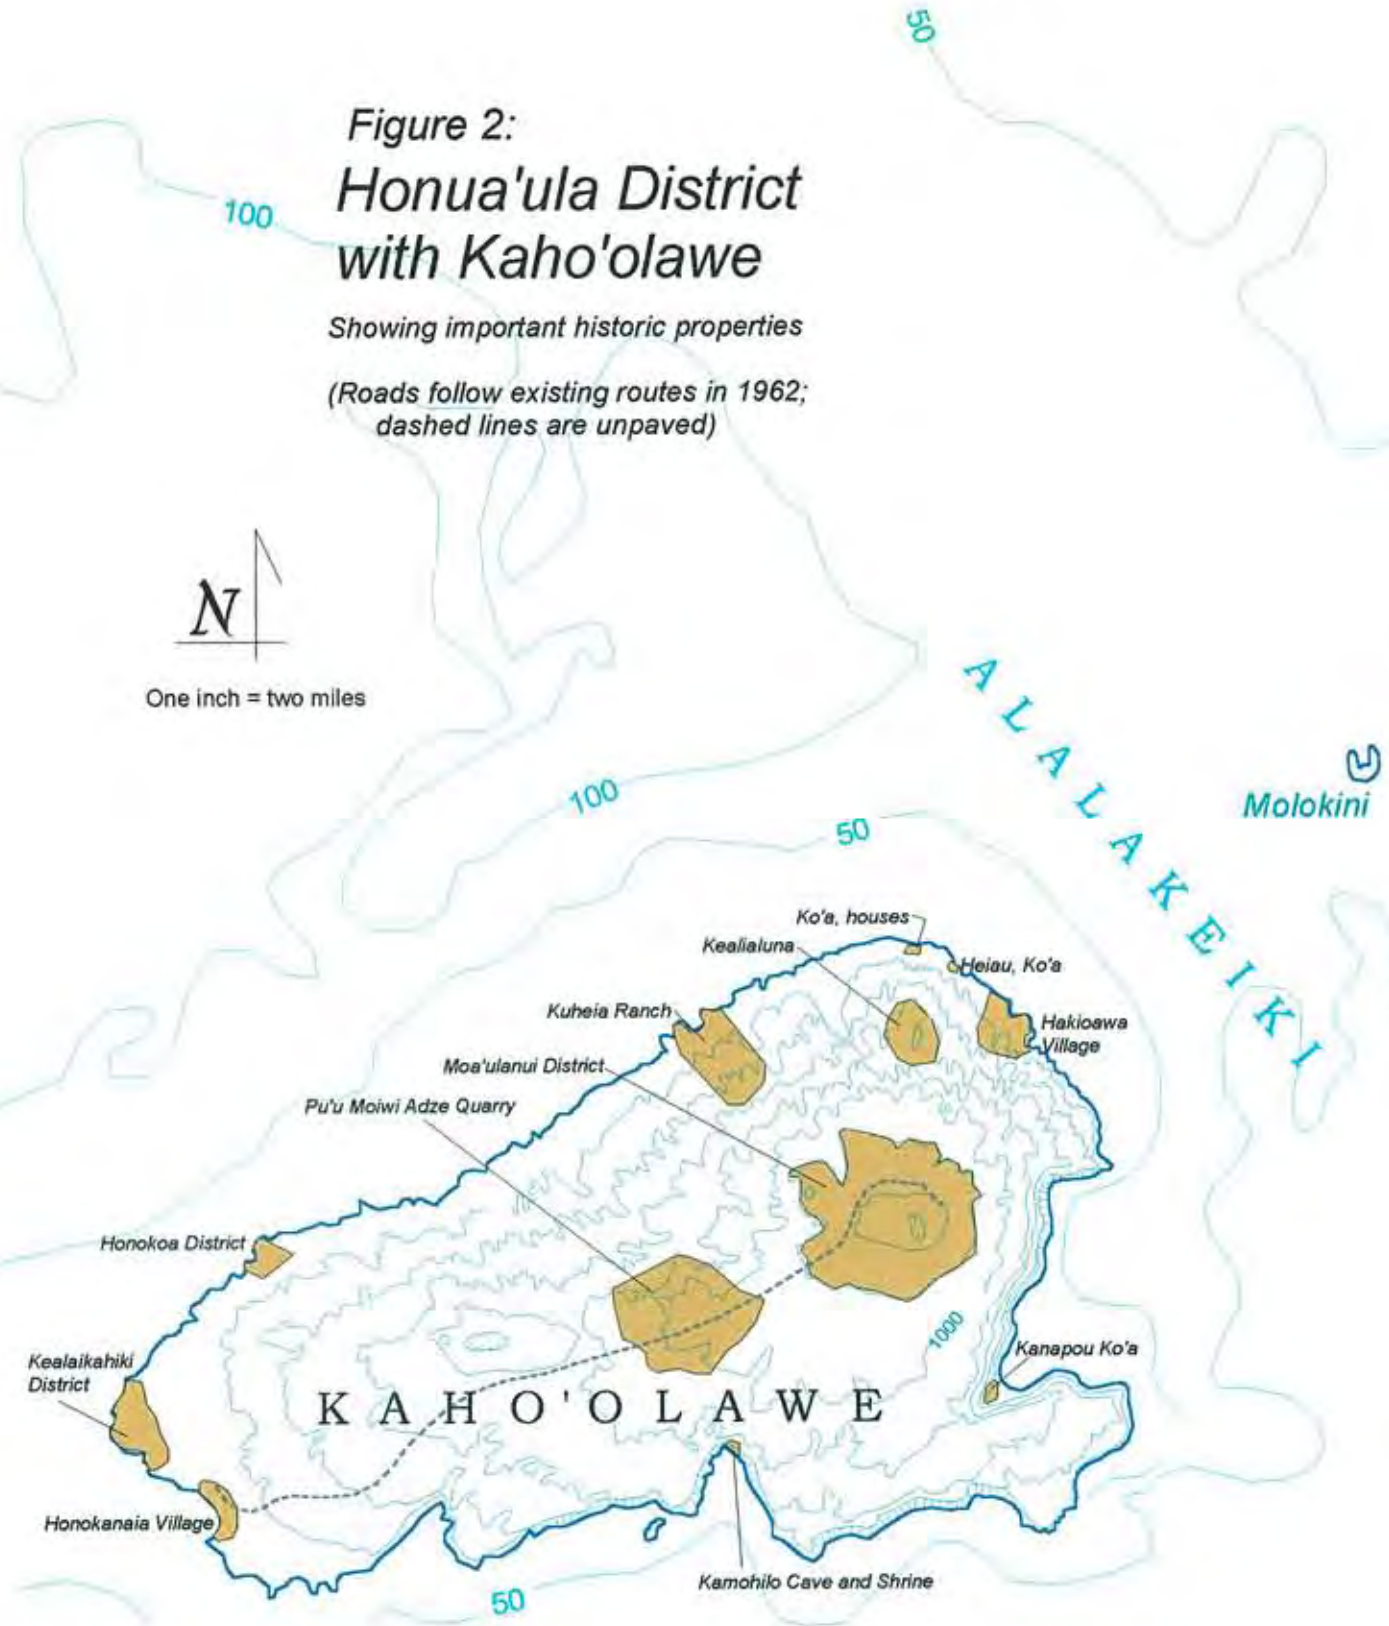 50
Figure 2:
Honua'ula District
with Kaho'olawe
100
Showing important historic properties
(Roads follow existing routes in 1962;
dashed lines are unpaved)
N
One inch = two miles
ALALAKEIKI
Molokini
100
50
Ko'a, houses
Kealialuna
Heiau, Ko'a
Kuheia Ranch
Hakioawa
Village
Moa'ulanui District
Pu'u Moiwi Adze Quarry
Honokoa District
1000
Kanapou Ko'a
Kealaikahiki
District
KAHO'OLAWE
Honokanaia Village
Kamohilo Cave and Shrine
50